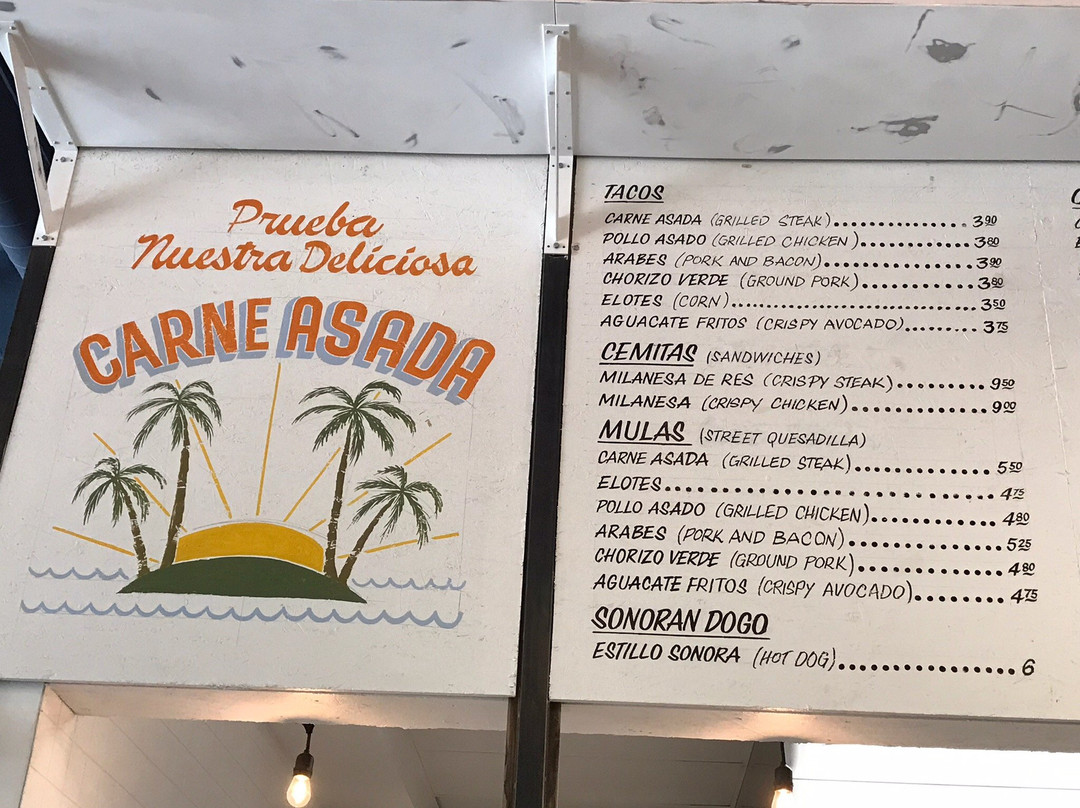 Prueba
Nuestra Deliciosa
CARNE ASADA
TACOS
CARNE ASADA (GRILLED STEAK).................. 3 90
POLLO ASADO (GRILLED CHICKEN)............... 3 80
ARABES (PORK AND BACON).................... 3 90
CHORIZO VERDE (GROUND PORK)............... 3 80
ELOTES (CORN)................................ 3 50
AGUACATE FRITOS (CRISPY AVOCADO)......... 3 75
CEMITAS (SANDWICHES)
MILANESA DE RES (CRISPY STEAK)........... 9 50
MILANESA (CRISPY CHICKEN)................ 9 00
MULAS (STREET QUESADILLA)
CARNE ASADA (GRILLED STEAK)............. 5 50
ELOTES................................ 4 75
POLLO ASADO (GRILLED CHICKEN)........... 4 80
ARABES (PORK AND BACON)............... 5 25
CHORIZO VERDE (GROUND PORK)............ 4 80
AGUACATE FRITOS (CRISPY AVOCADO)........ 4 75
SONORAN DOGO
ESTILLO SONORA (HOT DOG)................ 6